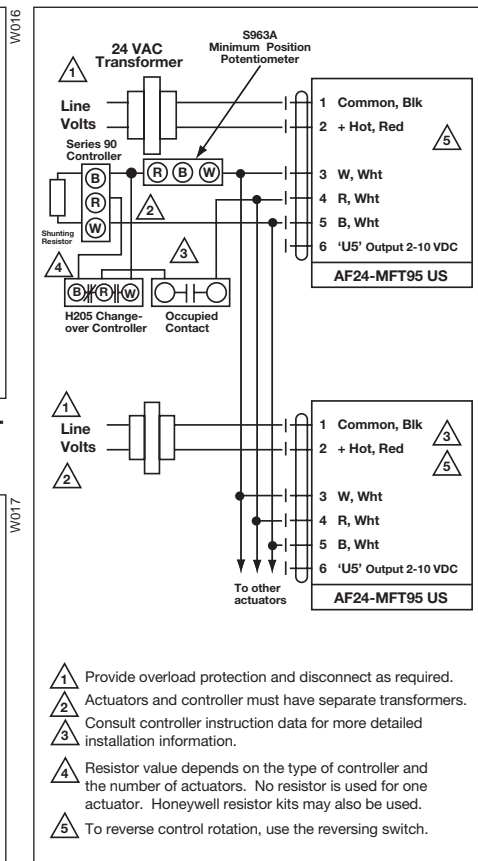 W016
S963A
Minimum Position
Potentiometer
24 VAC
Transformer
1
Line
Volts
1 Common, Blk
2 + Hot, Red
5
Series 90
Controller
B
R
W
R B W
3 W, Wht
4 R, Wht
5 B, Wht
6 ‘U5’ Output 2-10 VDC
AF24-MFT95 US
Shunting
Resistor
2
4
3
B R W
H205 Change-
over Controller
Occupied
Contact
1
Line
Volts
2
1 Common, Blk
2 + Hot, Red
3
5
3 W, Wht
4 R, Wht
5 B, Wht
6 ‘U5’ Output 2-10 VDC
AF24-MFT95 US
To other
actuators
W017
1 Provide overload protection and disconnect as required.
2 Actuators and controller must have separate transformers.
3 Consult controller instruction data for more detailed
installation information.
4 Resistor value depends on the type of controller and
the number of actuators. No resistor is used for one
actuator. Honeywell resistor kits may also be used.
5 To reverse control rotation, use the reversing switch.